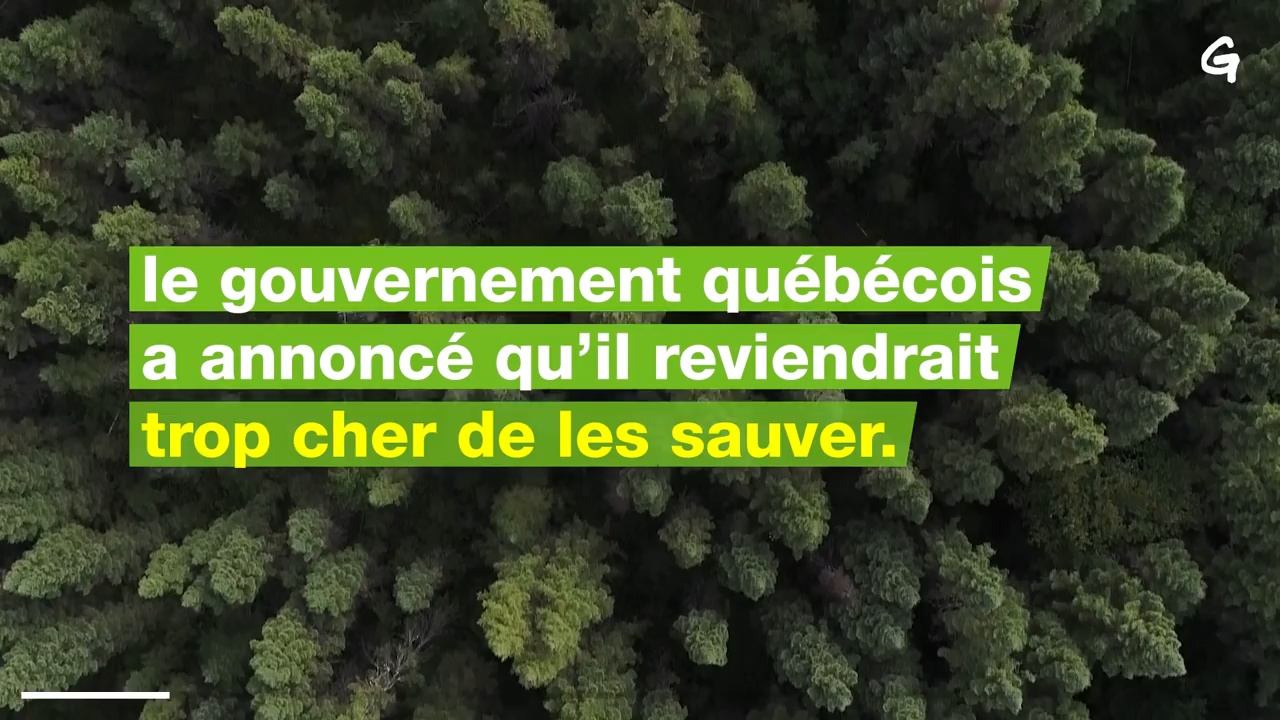 G
le gouvernement québécois
a annoncé qu’il reviendrait
trop cher de les sauver.